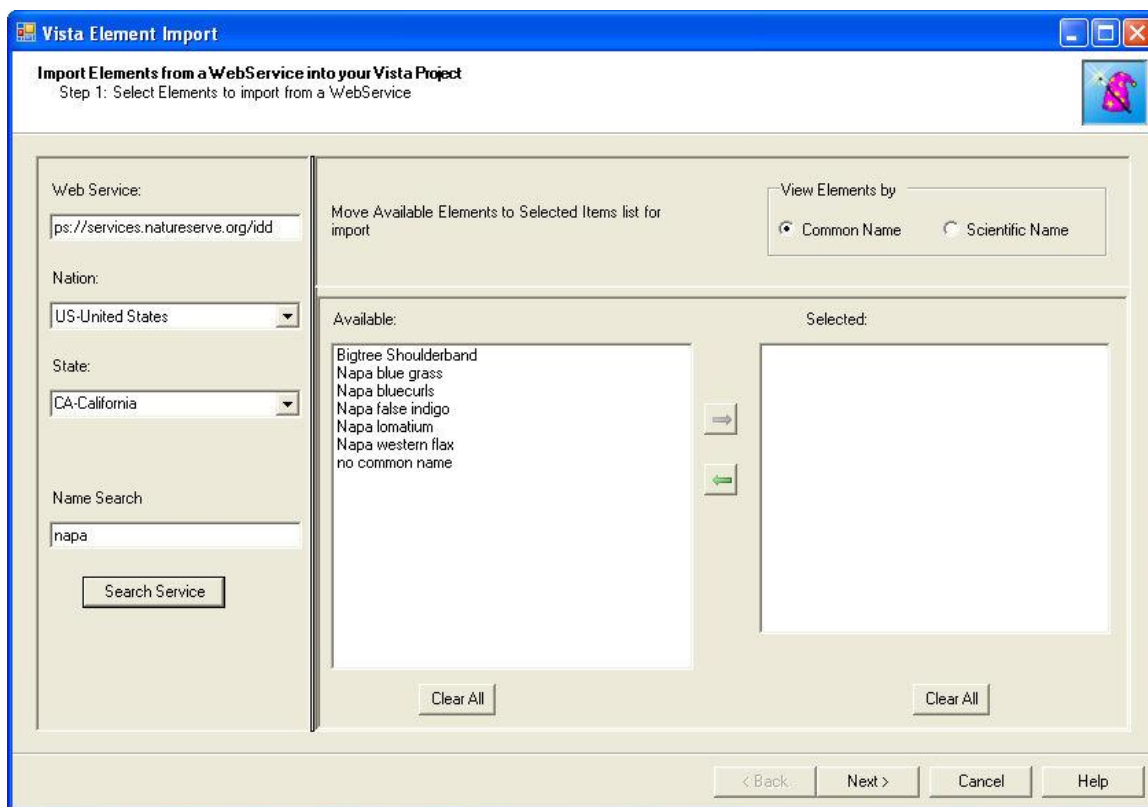 Vista Element Import
Import Elements from a WebService into your Vista Project
Step 1: Select Elements to import from a WebService
Web Service:
ps://services.natureserve.org/idd
Nation:
US-United States
State:
CA-California
Name Search
napa
Search Service
Move Available Elements to Selected Items list for
import
View Elements by
Common Name
Scientific Name
Available:
Bigtree Shoulderband
Napa blue grass
Napa bluecurls
Napa false indigo
Napa lomatium
Napa western flax
no common name
Clear All
Selected:
Clear All
< Back
Next >
Cancel
Help